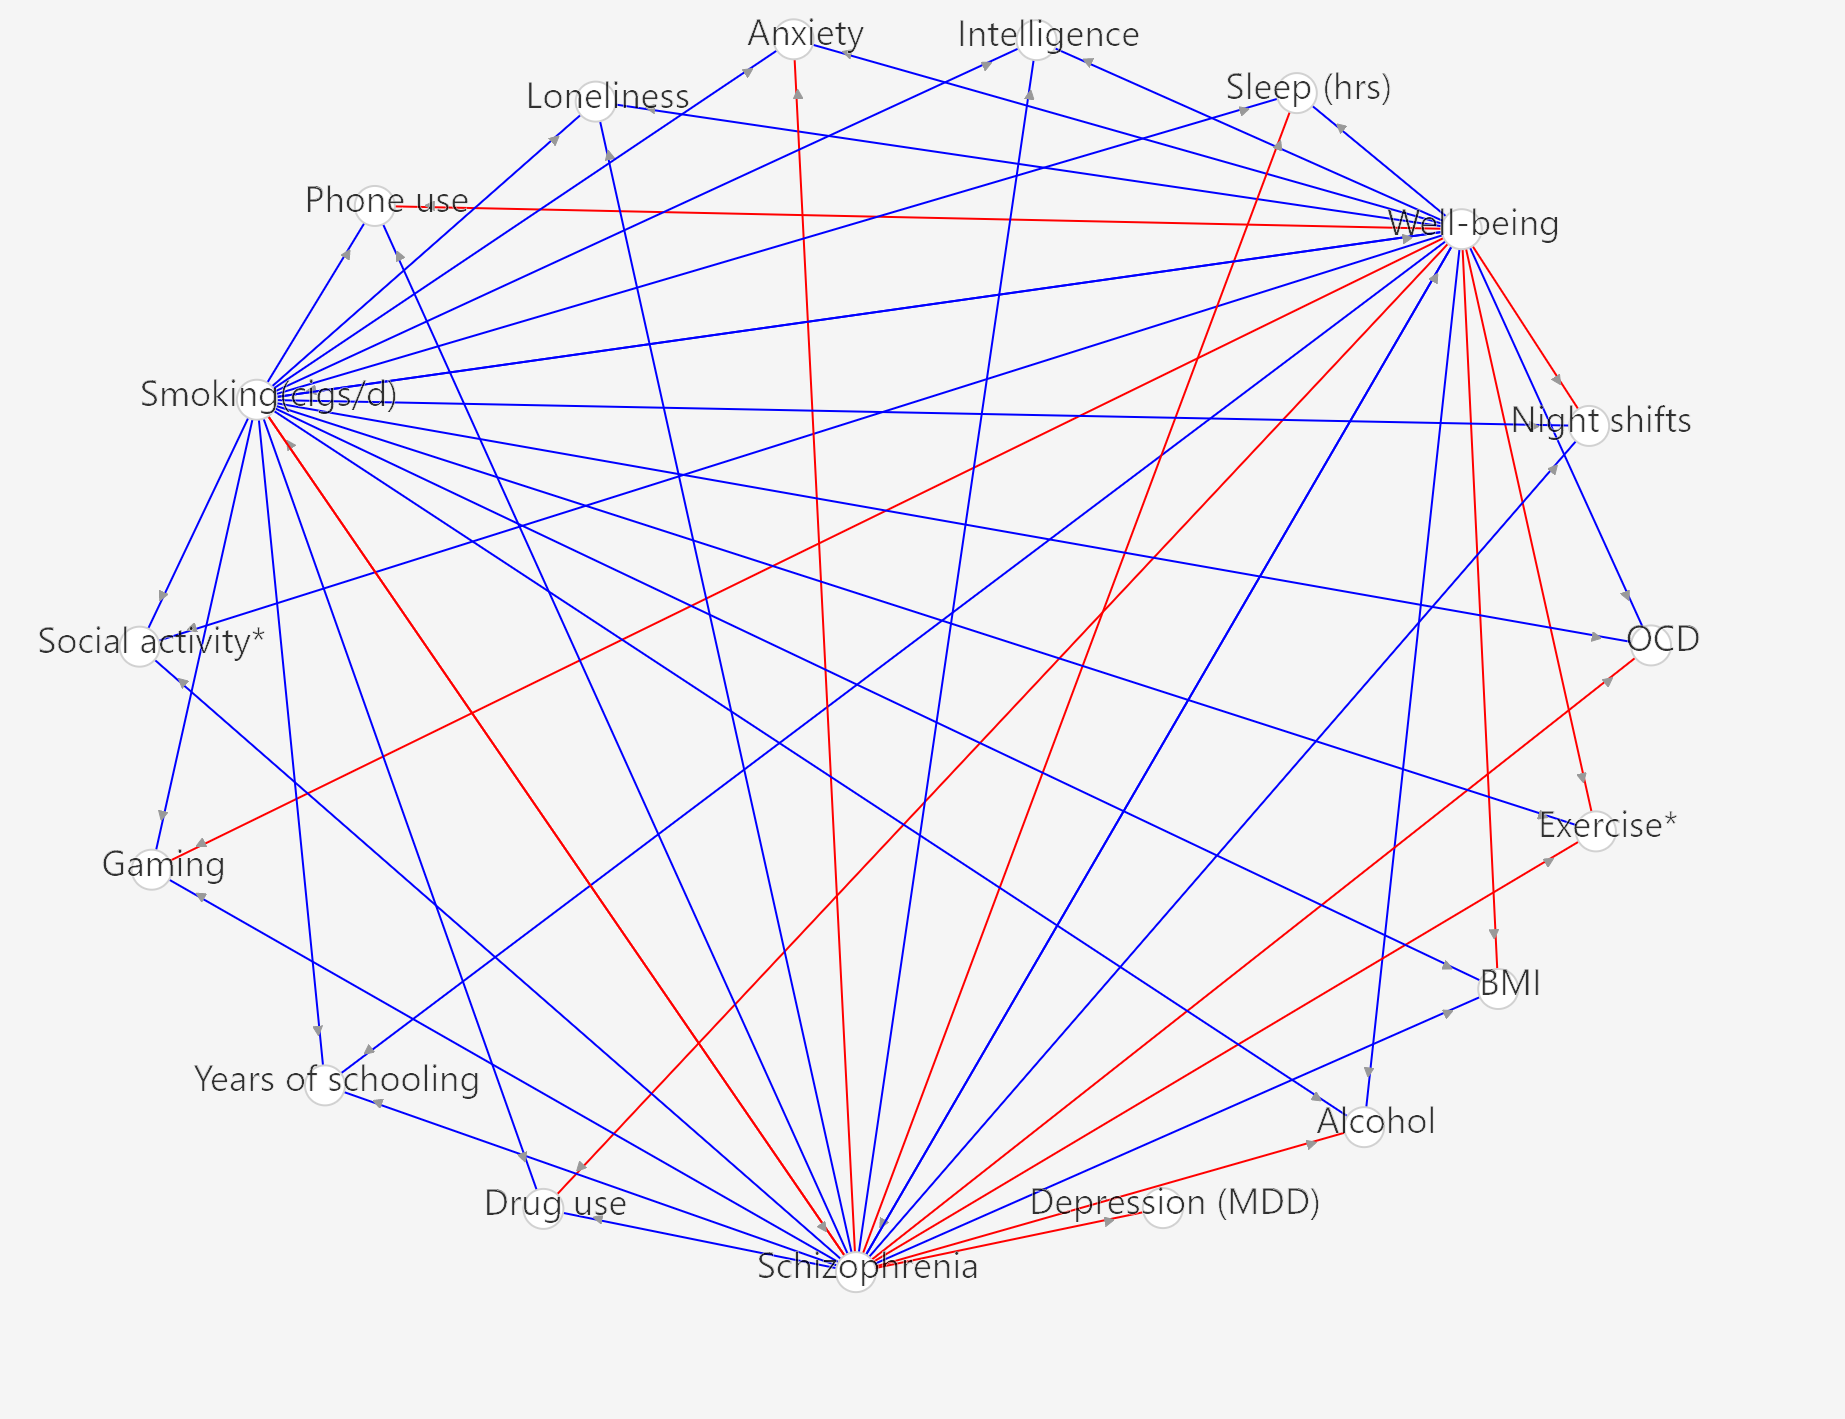 Anxiety
Intelligence
Sleep (hrs)
Loneliness
Phone use
Well-being
Smoking(cigs/d)
Night shifts
Social activity*
OCD
Exercise*
Gaming
BMI
Years of schooling
Alcohol
Drug use
Depression (MDD)
Schizophrenia